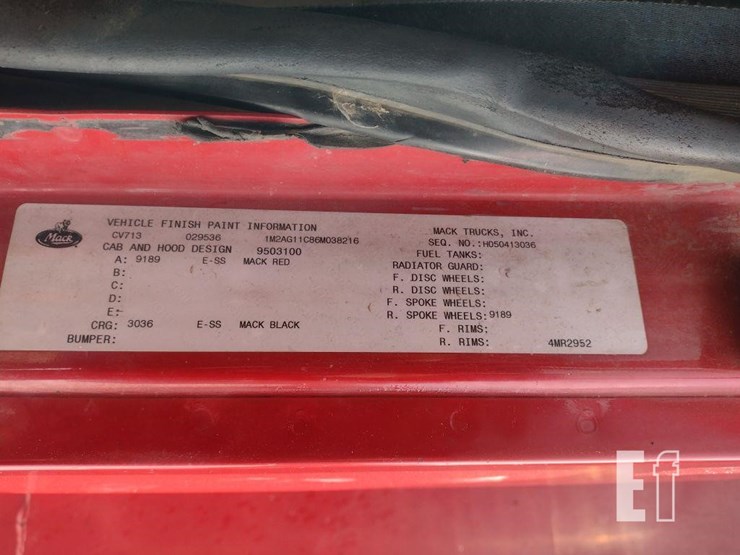 Mack
VEHICLE FINISH PAINT INFORMATION
CV713 029536 1M2AG11C86M038216
CAB AND HOOD DESIGN 9503100
A: 9189 E-SS MACK RED
B:
C:
D:
E:-
CRG: 3036 E-SS MACK BLACK
BUMPER:
MACK TRUCKS, INC.
SEQ. NO.:H050413036
FUEL TANKS:
RADIATOR GUARD:
F. DISC WHEELS:
R. DISC WHEELS:
F. SPOKE WHEELS:
R. SPOKE WHEELS:9189
F. RIMS:
R. RIMS: 4MR2952
Ef